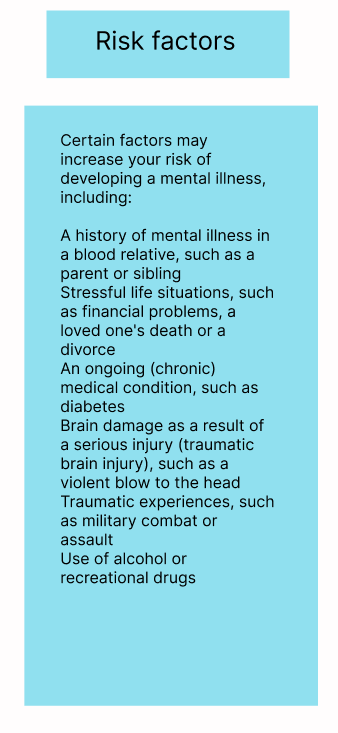 Risk factors
Certain factors may
increase your risk of
developing a mental illness,
including:
A history of mental illness in
a blood relative, such as a
parent or sibling
Stressful life situations, such
as financial problems, a
loved one's death or a
divorce
An ongoing (chronic)
medical condition, such as
diabetes
Brain damage as a result of
a serious injury (traumatic
brain injury), such as a
violent blow to the head
Traumatic experiences, such
as military combat or
assault
Use of alcohol or
recreational drugs